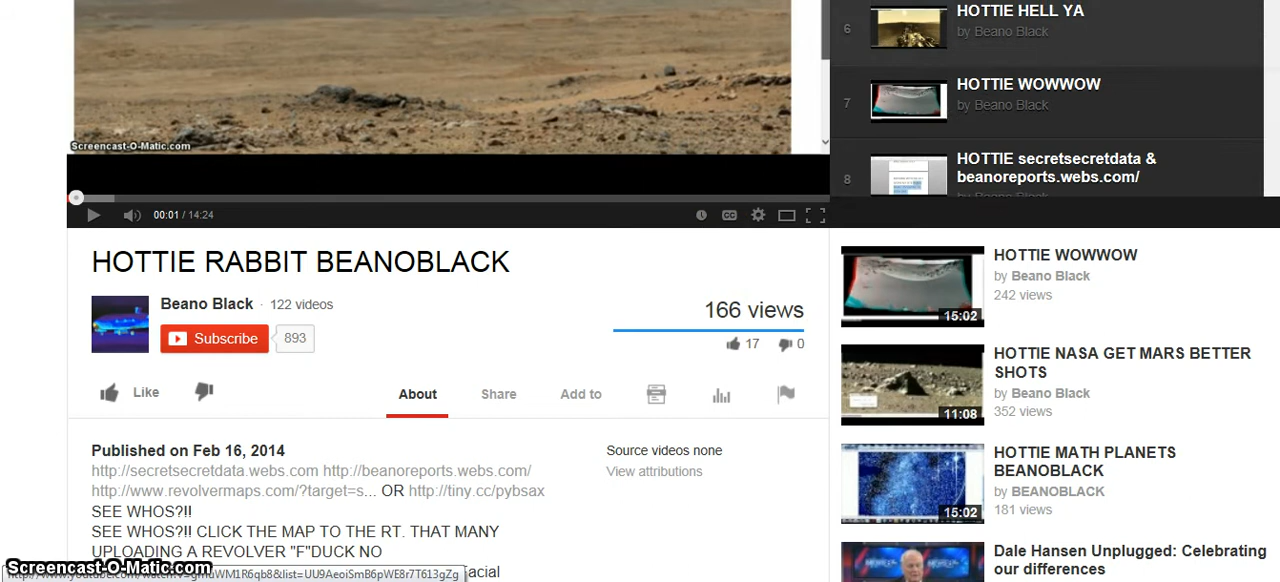 6
HOTTIE HELL YA
by Beano Black
7
HOTTIE WOWWOW
by Beano Black
8
HOTTIE secretsecretdata &
beanoreports.webs.com/
by Beano Black
Screencast-O-Matic.com
00:01 / 14:24
CC
HOTTIE RABBIT BEANOBLACK
Beano Black · 122 videos
Subscribe 893
166 views
17 0
Like
About Share Add to
Published on Feb 16, 2014
http://secretsecretdata.webs.com http://beanoreports.webs.com/
http://www.revolvermaps.com/?target=s... OR http://tiny.cc/pybsax
SEE WHOS?!!
SEE WHOS?!! CLICK THE MAP TO THE RT. THAT MANY
UPLOADING A REVOLVER "F"DUCK NO
acial
Source videos none
View attributions
HOTTIE WOWWOW
by Beano Black
242 views
15:02
HOTTIE NASA GET MARS BETTER
SHOTS
by Beano Black
352 views
11:08
HOTTIE MATH PLANETS
BEANOBLACK
by BEANOBLACK
181 views
15:02
Dale Hansen Unplugged: Celebrating
our differences
Screencast-O-Matic.com